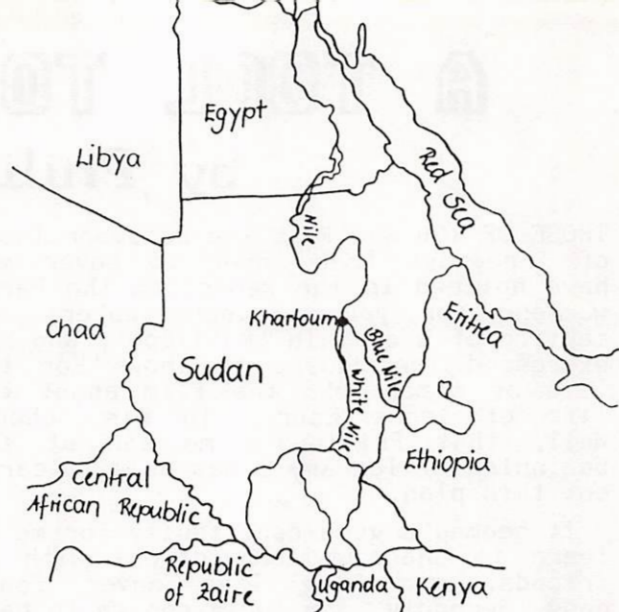 Egypt
Libya
Red Sea
Nile
Khartoum
Eritrea
Chad
Sudan
Blue Nile
White Nile
Ethiopia
Central
African Republic
Republic
of Zaire
Uganda
Kenya